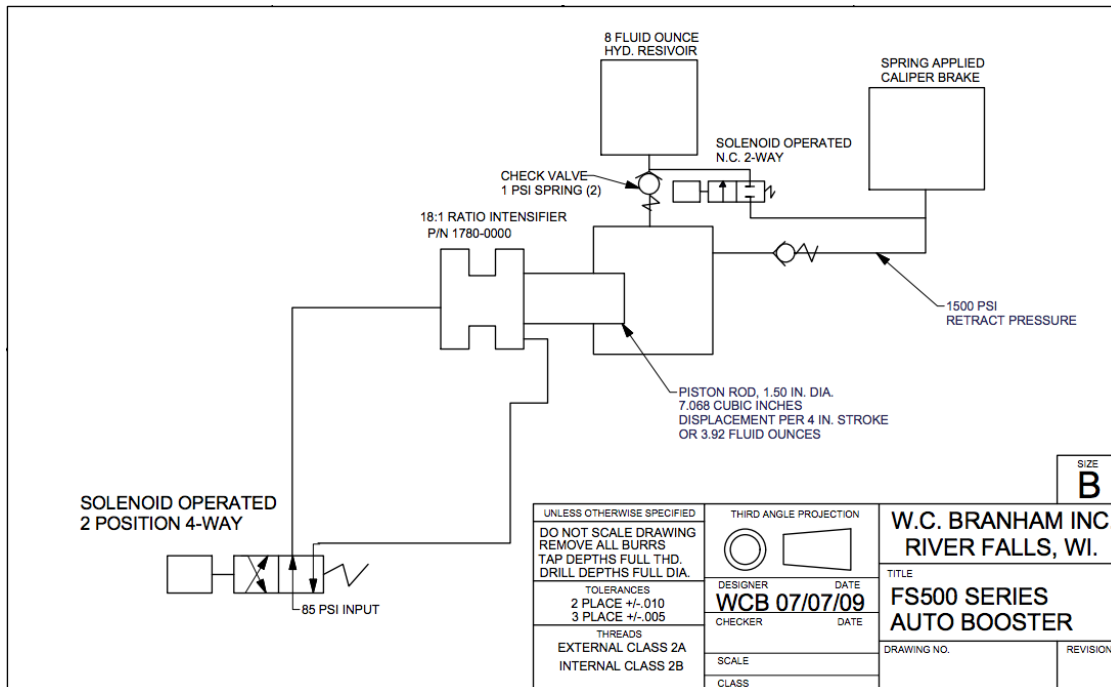 8 FLUID OUNCE
HYD. RESIVOIR
SPRING APPLIED
CALIPER BRAKE
SOLENOID OPERATED
N.C. 2-WAY
CHECK VALVE
1 PSI SPRING (2)
18:1 RATIO INTENSIFIER
P/N 1780-0000
1500 PSI
RETRACT PRESSURE
PISTON ROD, 1.50 IN. DIA.
7.068 CUBIC INCHES
DISPLACEMENT PER 4 IN. STROKE
OR 3.92 FLUID OUNCES
SOLENOID OPERATED
2 POSITION 4-WAY
85 PSI INPUT
SIZE
B
UNLESS OTHERWISE SPECIFIED
DO NOT SCALE DRAWING
REMOVE ALL BURRS
TAP DEPTHS FULL THD.
DRILL DEPTHS FULL DIA.
TOLERANCES
2 PLACE +/-.010
3 PLACE +/-.005
THREADS
EXTERNAL CLASS 2A
INTERNAL CLASS 2B
THIRD ANGLE PROJECTION
DESIGNER DATE
WCB 07/07/09
CHECKER DATE
SCALE
CLASS
W.C. BRANHAM INC
RIVER FALLS, WI.
TITLE
FS500 SERIES
AUTO BOOSTER
DRAWING NO.
REVISION